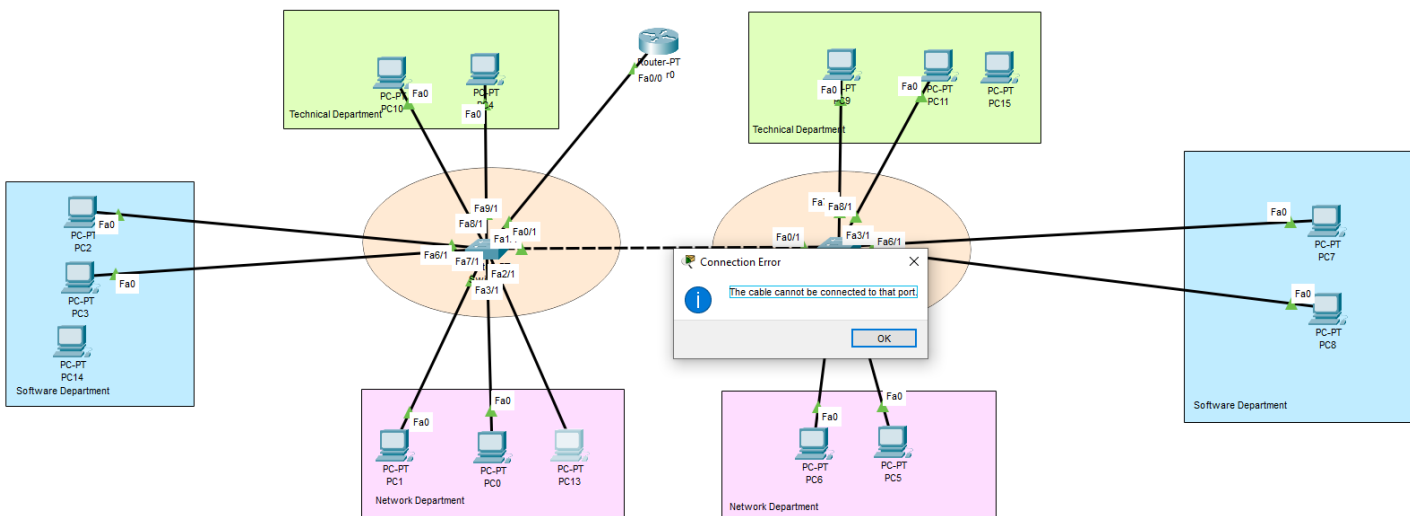 Router-PT
r0
Fa0/0
PC-PT
PC10
Fa0
PC-PT
Fa0
Technical Department
PC-PT
Fa0
PC9
PC-PT
PC11
Fa0
PC-PT
PC15
Technical Department
PC2
Fa0
PC-PT
PC3
Fa0
PC-PT
PC14
Software Department
Fa9/1
Fa8/1
Fa0/1
Fa6/1
Fa7/1
Fa2/1
Fa3/1
Fa8/1
Fa0/1
Fa3/1
Fa6/1
Connection Error
The cable cannot be connected to that port.
OK
Fa0
PC-PT
PC7
Fa0
PC-PT
PC8
Software Department
Fa0
PC-PT
PC1
Fa0
PC-PT
PC0
PC-PT
PC13
Network Department
Fa0
PC-PT
PC6
Fa0
PC-PT
PC5
Network Department